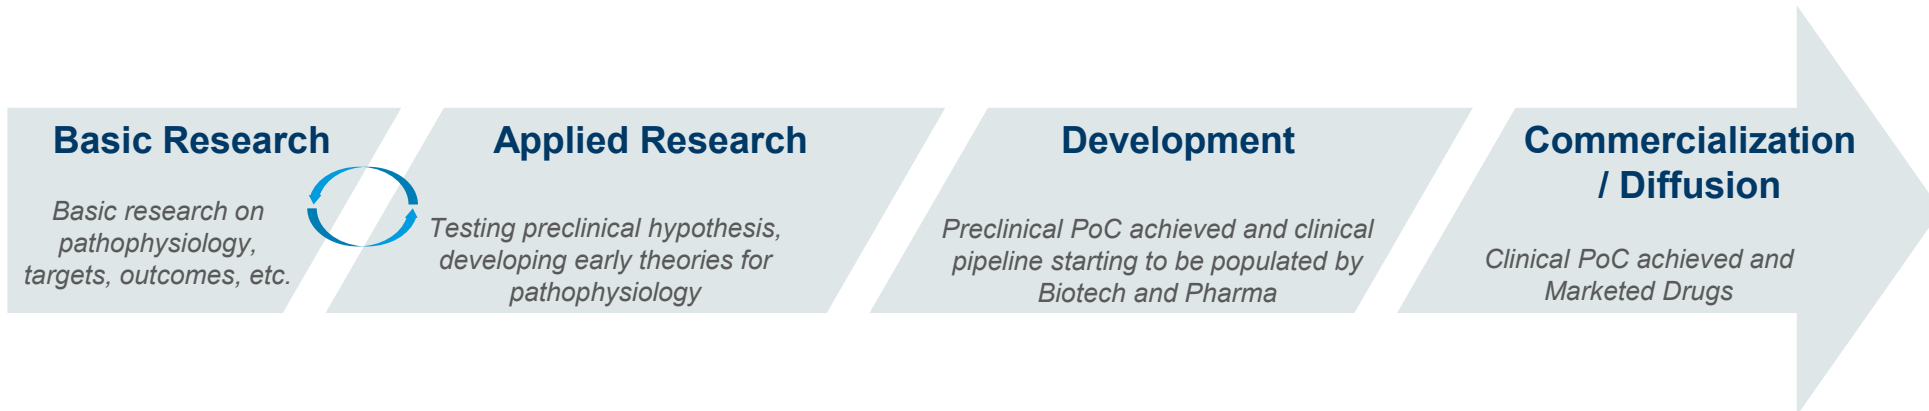 Basic Research
Basic research on
pathophysiology,
targets, outcomes, etc.
Applied Research
Testing preclinical hypothesis,
developing early theories for
pathophysiology
Development
Preclinical PoC achieved and clinical
pipeline starting to be populated by
Biotech and Pharma
Commercialization
/ Diffusion
Clinical PoC achieved and
Marketed Drugs